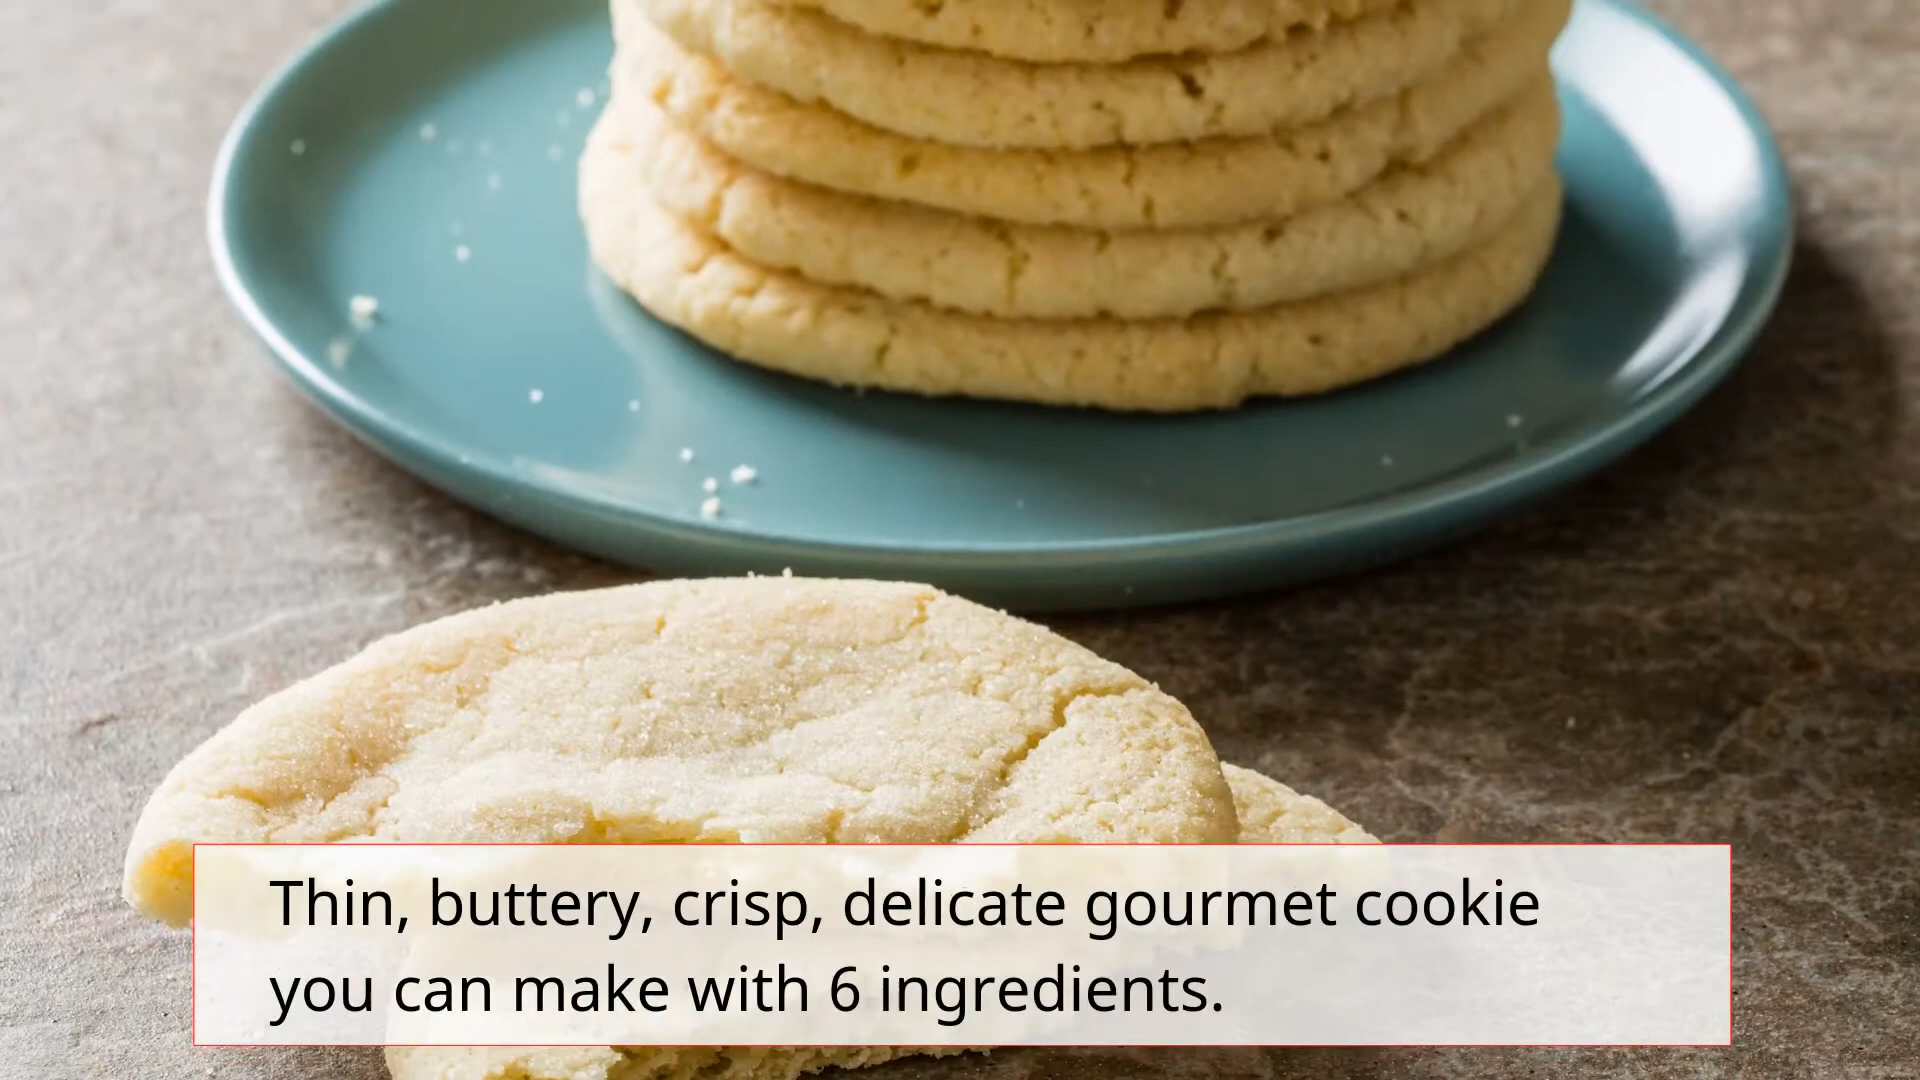 Thin, buttery, crisp, delicate gourmet cookie
you can make with 6 ingredients.